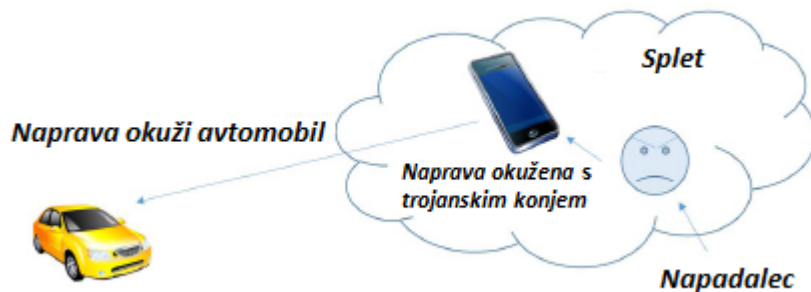 Splet
Naprava okuži avtomobil
Naprava okužena s
trojanskim konjem
Napadalec